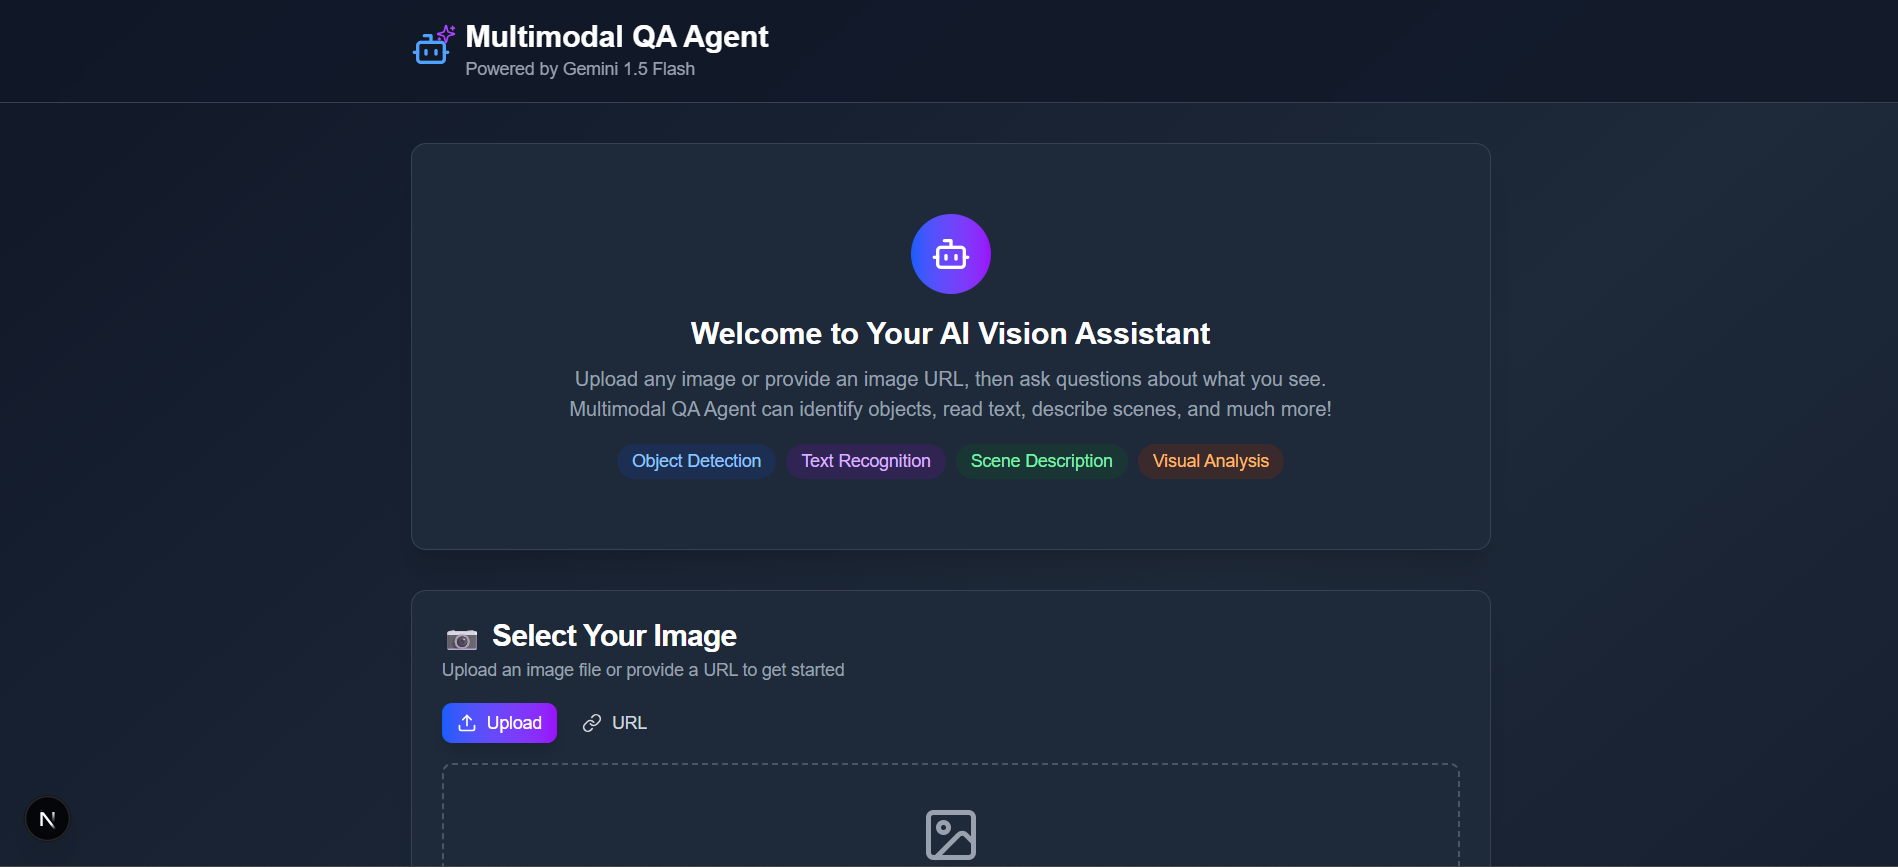 Multimodal QA Agent
Powered by Gemini 1.5 Flash
Welcome to Your AI Vision Assistant
Upload any image or provide an image URL, then ask questions about what you see.
Multimodal QA Agent can identify objects, read text, describe scenes, and much more!
Object Detection
Text Recognition
Scene Description
Visual Analysis
Select Your Image
Upload an image file or provide a URL to get started
Upload
URL
N